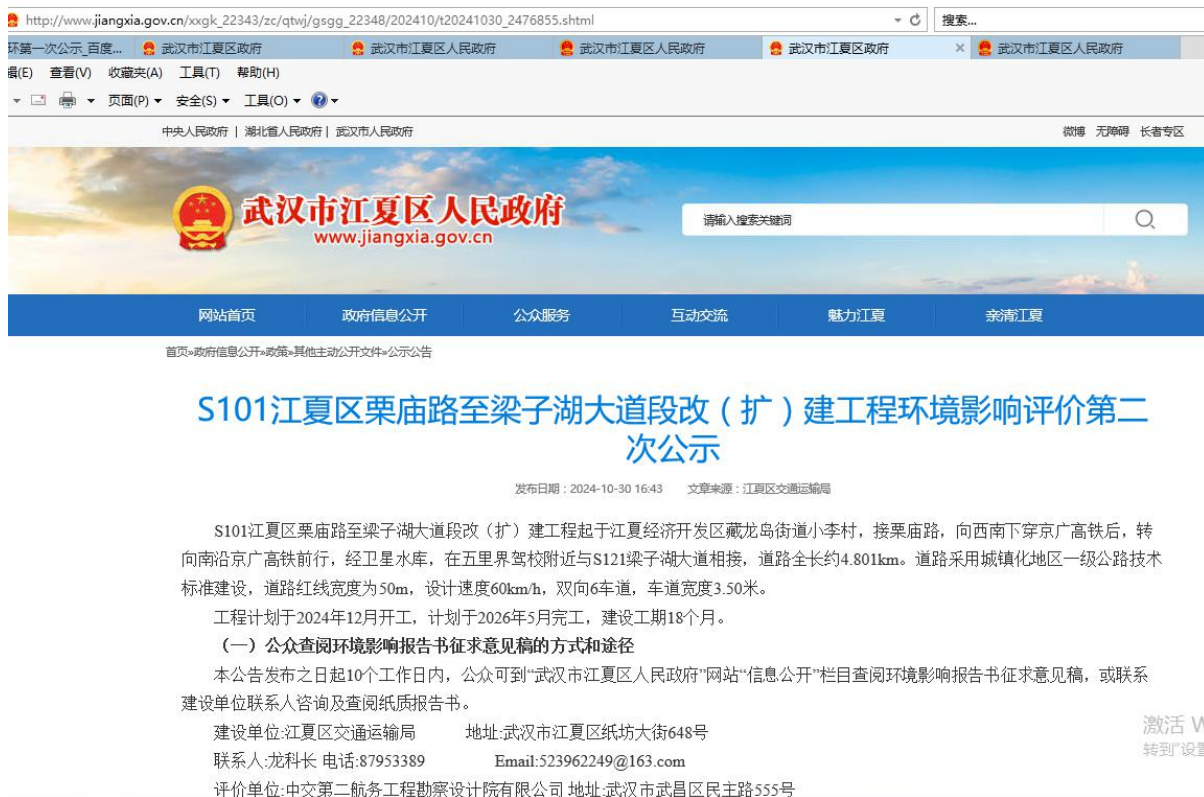 http://www.jiangxia.gov.cn/xxgk_22343/zc/qtwj/gsgg_22348/202410/t20241030_2476855.shtml 搜索...
环第一次公示_百度... 武汉市江夏区政府 武汉市江夏区人民政府 武汉市江夏区人民政府 武汉市江夏区政府 × 武汉市江夏区人民政府
编(E) 查看(V) 收藏夹(A) 工具(T) 帮助(H)
页面(P) 安全(S) 工具(O)
中央人民政府 | 湖北省人民政府 | 武汉市人民政府 微博 无障碍 长者专区
武汉市江夏区人民政府
www.jiangxia.gov.cn
请输入搜索关键词
网站首页 政府信息公开 公众服务 互动交流 魅力江夏 亲清江夏
首页»政府信息公开»政策»其他主动公开文件»公示公告
S101江夏区栗庙路至梁子湖大道段改（扩）建工程环境影响评价第二
次公示
发布日期：2024-10-30 16:43 文章来源：江夏区交通运输局
S101江夏区栗庙路至梁子湖大道段改（扩）建工程起于江夏经济开发区藏龙岛街道小李村，接栗庙路，向西南下穿京广高铁后，转
向南沿京广高铁前行，经卫星水库，在五里界驾校附近与S121梁子湖大道相接，道路全长约4.801km。道路采用城镇化地区一级公路技术
标准建设，道路红线宽度为50m，设计速度60km/h，双向6车道，车道宽度3.50米。
工程计划于2024年12月开工，计划于2026年5月完工，建设工期18个月。
（一）公众查阅环境影响报告书征求意见稿的方式和途径
本公告发布之日起10个工作日内，公众可到“武汉市江夏区人民政府”网站“信息公开”栏目查阅环境影响报告书征求意见稿，或联系
建设单位联系人咨询及查阅纸质报告书。
建设单位:江夏区交通运输局 地址:武汉市江夏区纸坊大街648号
联系人:龙科长 电话:87953389 Email:523962249@163.com
评价单位:中交第二航务工程勘察设计院有限公司 地址:武汉市武昌区民主路555号
激活 W
转到"设置